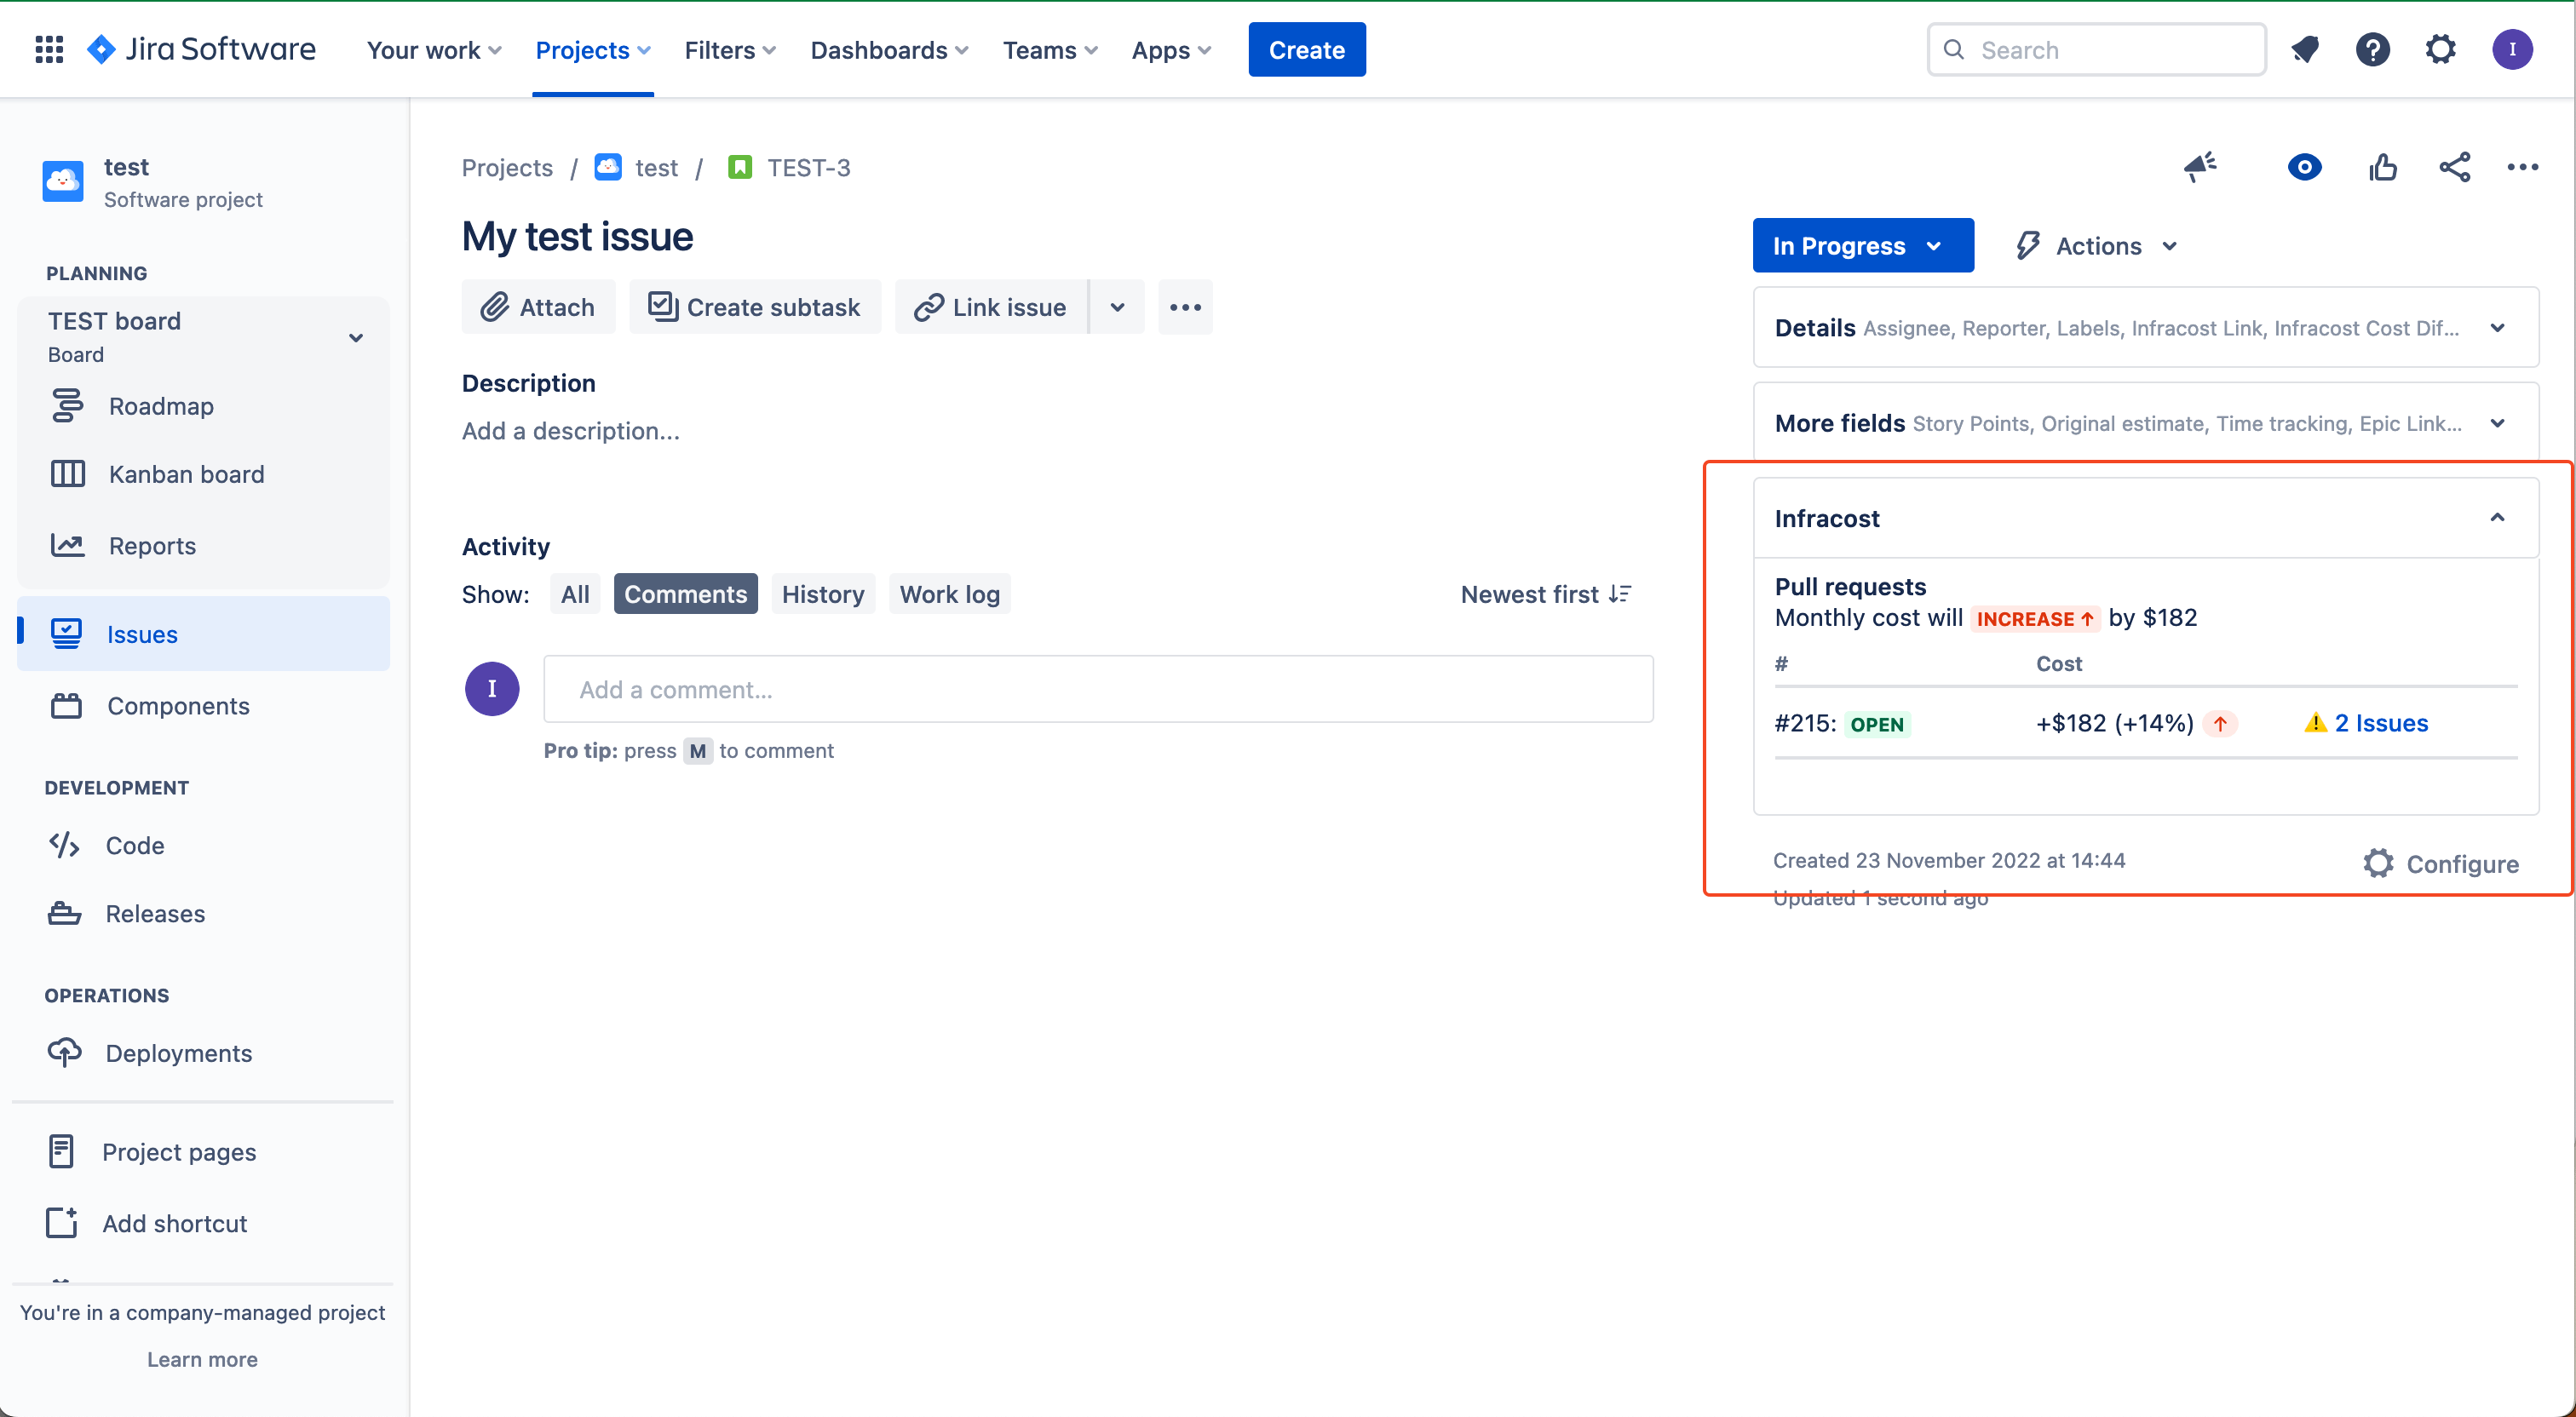 Jira Software Your work Projects Filters Dashboards Teams Apps Create Search I
test
Software project
PLANNING
TEST board
Board
Roadmap
Kanban board
Reports
Issues
Components
DEVELOPMENT
Code
Releases
OPERATIONS
Deployments
Project pages
Add shortcut
You're in a company-managed project
Learn more
Projects / test / TEST-3
My test issue
Attach Create subtask Link issue
Description
Add a description...
Activity
Show: All Comments History Work log Newest first
I Add a comment...
Pro tip: press M to comment
In Progress Actions
Details Assignee, Reporter, Labels, Infracost Link, Infracost Cost Dif...
More fields Story Points, Original estimate, Time tracking, Epic Link...
Infracost
Pull requests
Monthly cost will INCREASE ↑ by $182
# Cost
#215: OPEN +$182 (+14%) ↑ 2 Issues
Created 23 November 2022 at 14:44
Configure
Updated 1 second ago